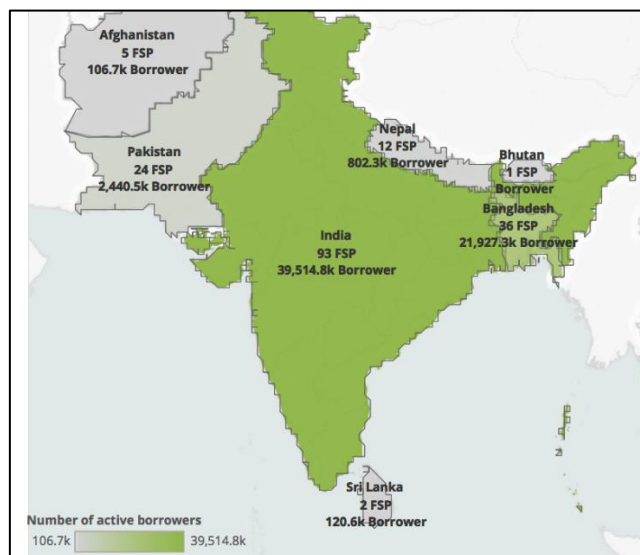 Afghanistan
5 FSP
106.7k Borrower
Pakistan
24 FSP
2,440.5k Borrower
Nepal
12 FSP
802.3k Borrower
Bhutan
1 FSP
Borrower
Bangladesh
36 FSP
21,927.3k Borrower
India
93 FSP
39,514.8k Borrower
Sri Lanka
2 FSP
120.6k Borrower
Number of active borrowers
106.7k 39,514.8k